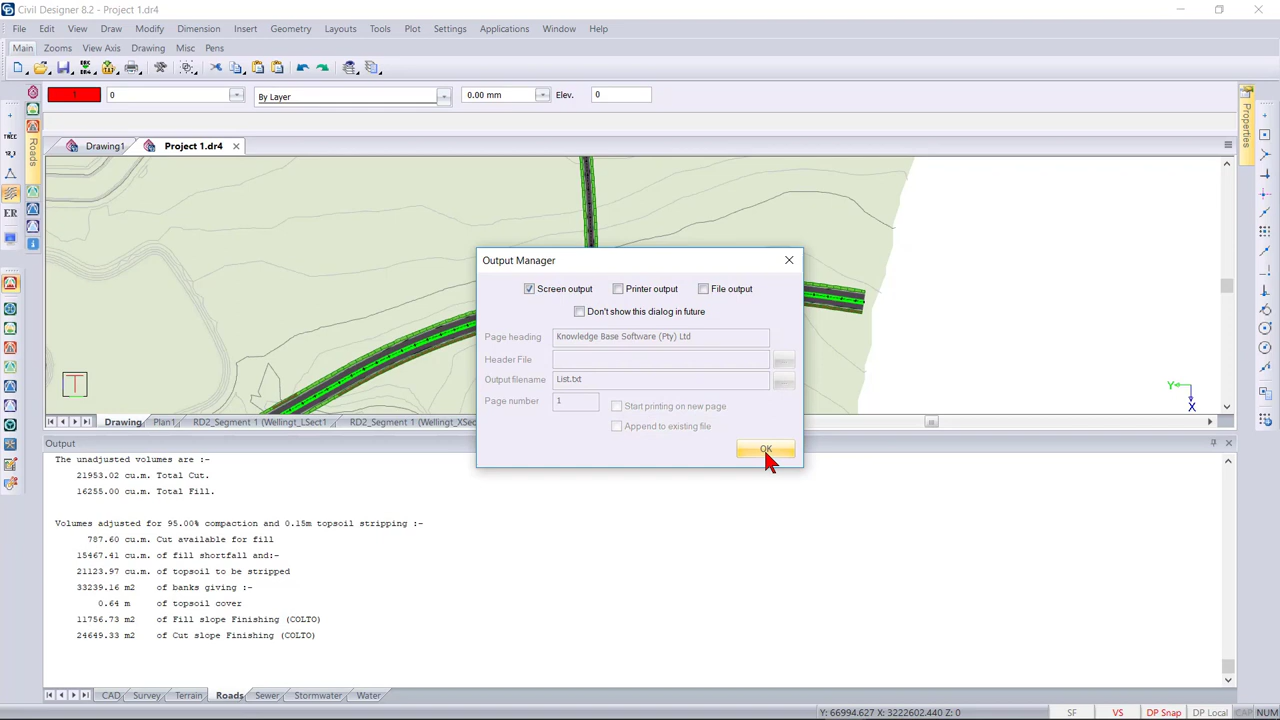 Civil Designer 8.2 - Project 1.dr4
File Edit View Draw Modify Dimension Insert Geometry Layouts Tools Plot Settings Applications Window Help
Main Zooms View Axis Drawing Misc Pens
1 0 By Layer 0.00 mm Elev. 0
Roads
Properties
Drawing1 Project 1.dr4
ER
T
Y
X
Output Manager
Screen output Printer output File output
Don't show this dialog in future
Page heading Knowledge Base Software (Pty) Ltd
Header File
Output filename List.txt
Page number 1 Start printing on new page
Append to existing file
OK
Drawing Plan1 RD2_Segment 1 (Wellingt_LSect1 RD2_Segment 1 (Wellingt_XSec
Output
The unadjusted volumes are :-
21953.02 cu.m. Total Cut.
16255.00 cu.m. Total Fill.
Volumes adjusted for 95.00% compaction and 0.15m topsoil stripping :-
787.60 cu.m. Cut available for fill
15467.41 cu.m. of fill shortfall and:-
21123.97 cu.m. of topsoil to be stripped
33239.16 m2 of banks giving :-
0.64 m of topsoil cover
11756.73 m2 of Fill slope Finishing (COLTO)
24649.33 m2 of Cut slope Finishing (COLTO)
CAD Survey Terrain Roads Sewer Stormwater Water
Y: 66994.627 X: 3222602.440 Z: 0 SF VS DP Snap DP Local CAP NUM